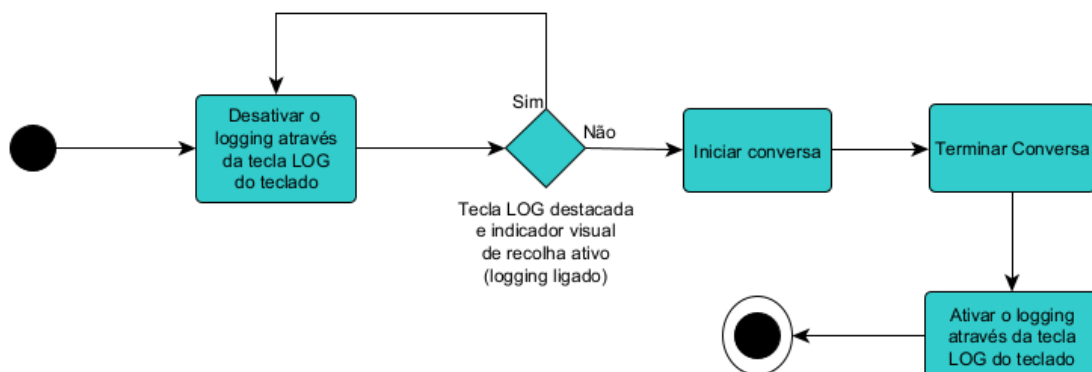 Desativar o
logging através
da tecla LOG
do teclado
Sim
Não
Tecla LOG destacada
e indicador visual
de recolha ativo
(logging ligado)
Iniciar conversa
Terminar Conversa
Ativar o logging
através da tecla
LOG do teclado